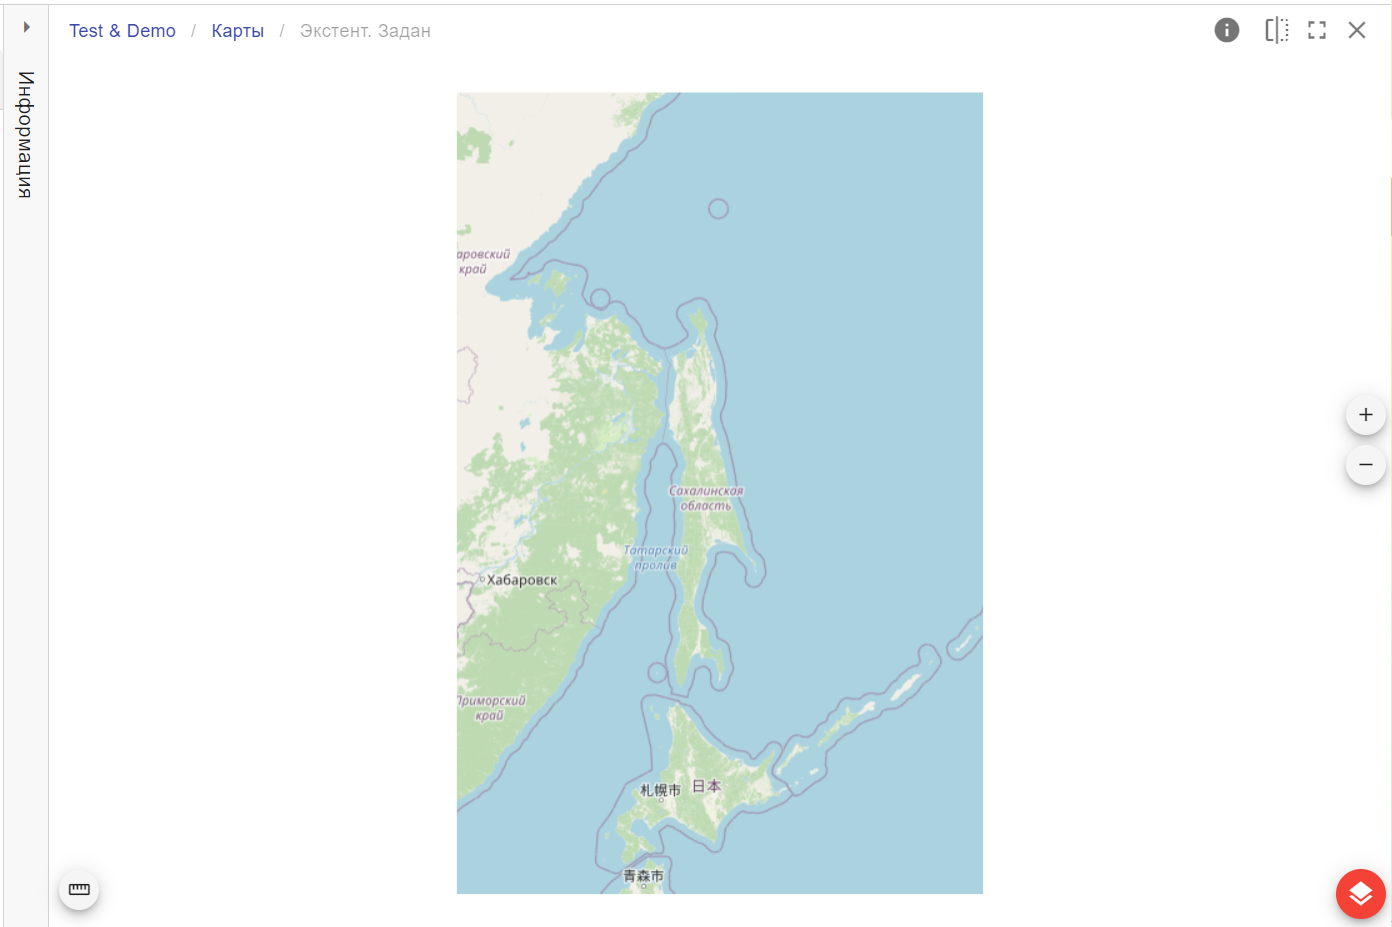 Test & Demo / Карты / Экстент. Задан
Информация
аровский
край
Сахалинская
область
Татарский
пролив
Хабаровск
Приморский
край
札幌市
日本
青森市